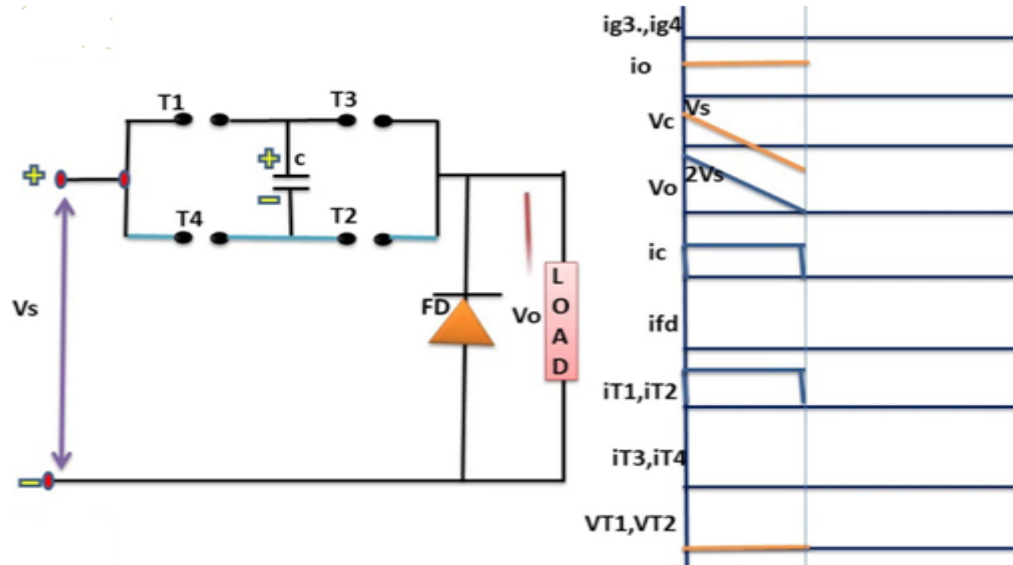 T1
T3
+
c
-
T4
T2
+
Vs
FD
Vo
L
O
A
D
-
ig3.,ig4
io
Vs
Vc
Vo
2Vs
ic
ifd
iT1,iT2
iT3,iT4
VT1,VT2